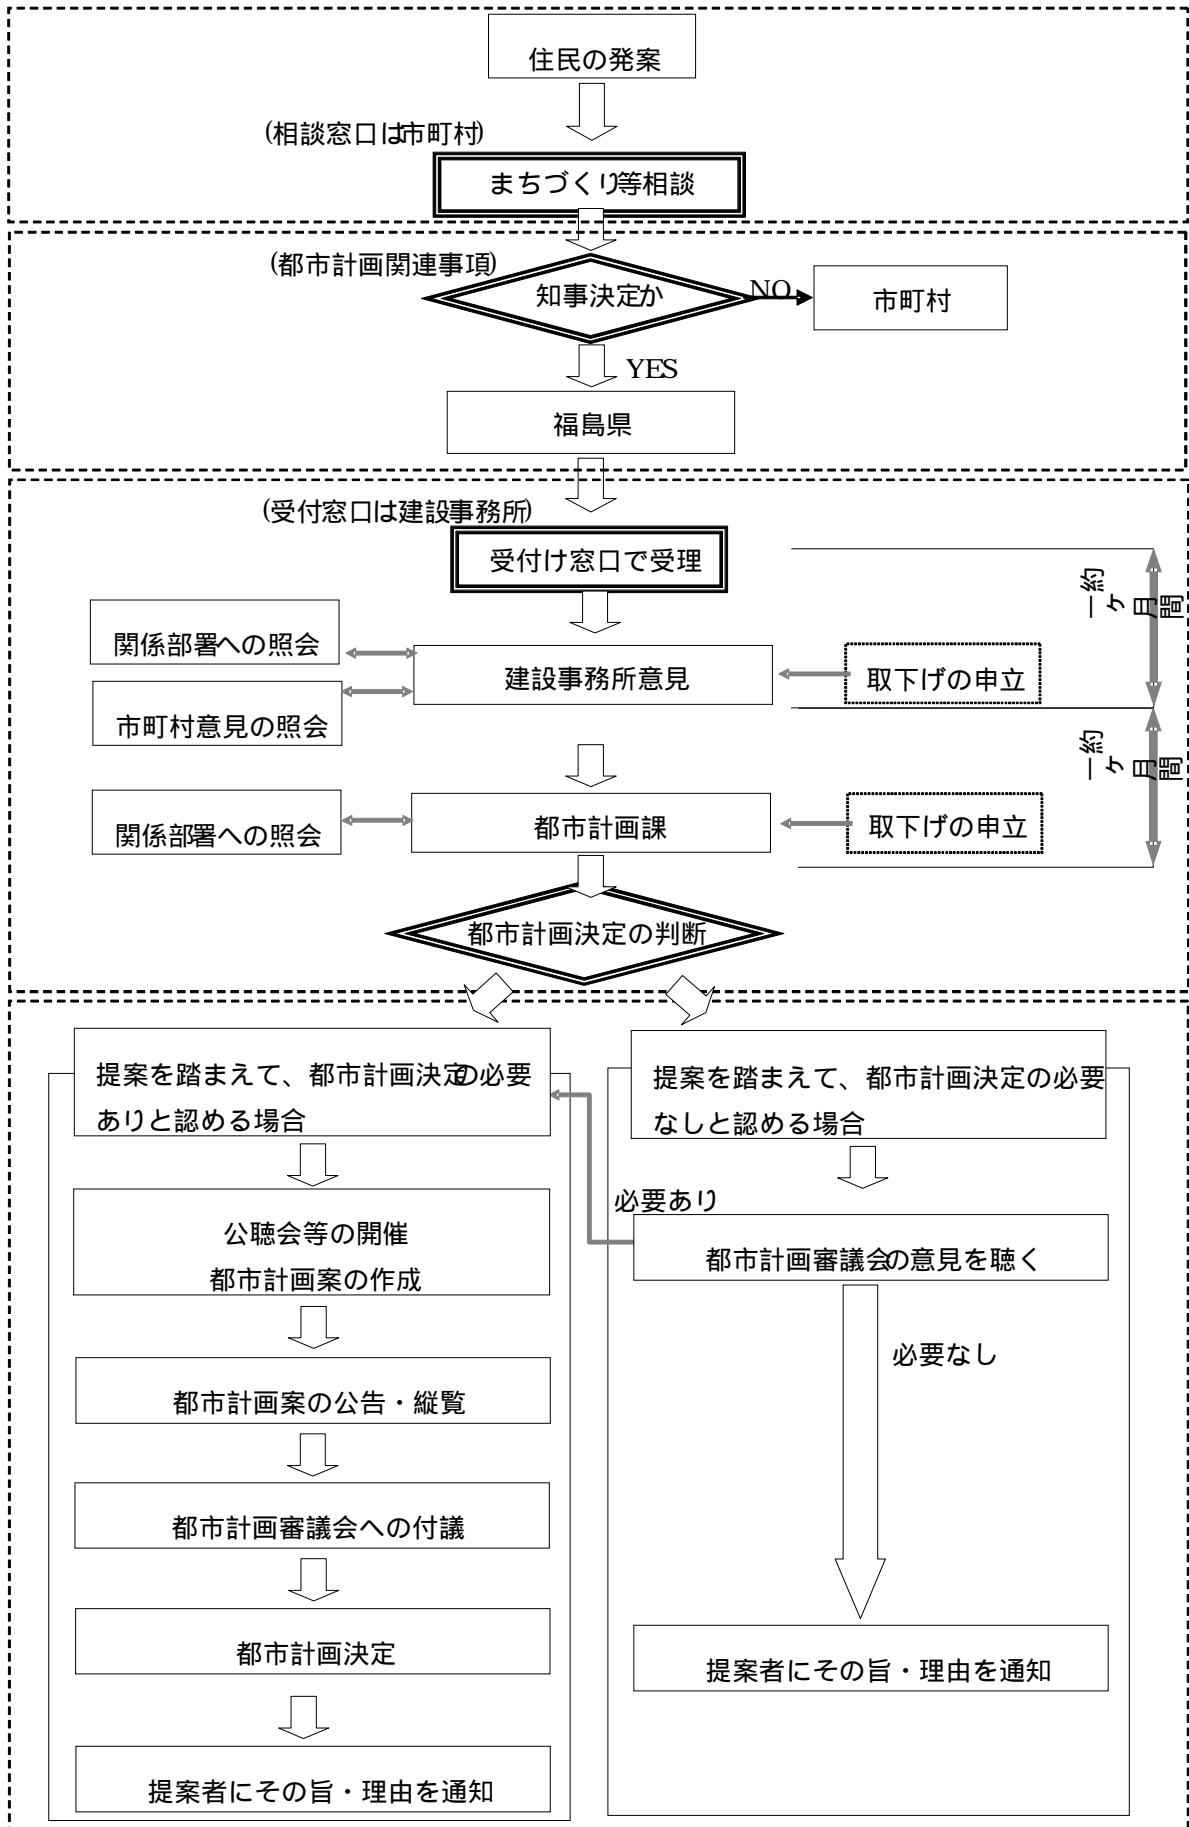 住民の発案
(相談窓口は市町村)
まちづくり等相談
(都市計画関連事項)
知事決定か
NO
市町村
YES
福島県
(受付窓口は建設事務所)
受付け窓口で受理
約一ヶ月間
関係部署への照会
建設事務所意見
取下げの申立
市町村意見の照会
約一ヶ月間
関係部署への照会
都市計画課
取下げの申立
都市計画決定の判断
提案を踏まえて、都市計画決定の必要
ありと認める場合
提案を踏まえて、都市計画決定の必要
なしと認める場合
必要あり
公聴会等の開催
都市計画案の作成
都市計画審議会の意見を聴く
必要なし
都市計画案の公告・縦覧
都市計画審議会への付議
都市計画決定
提案者にその旨・理由を通知
提案者にその旨・理由を通知